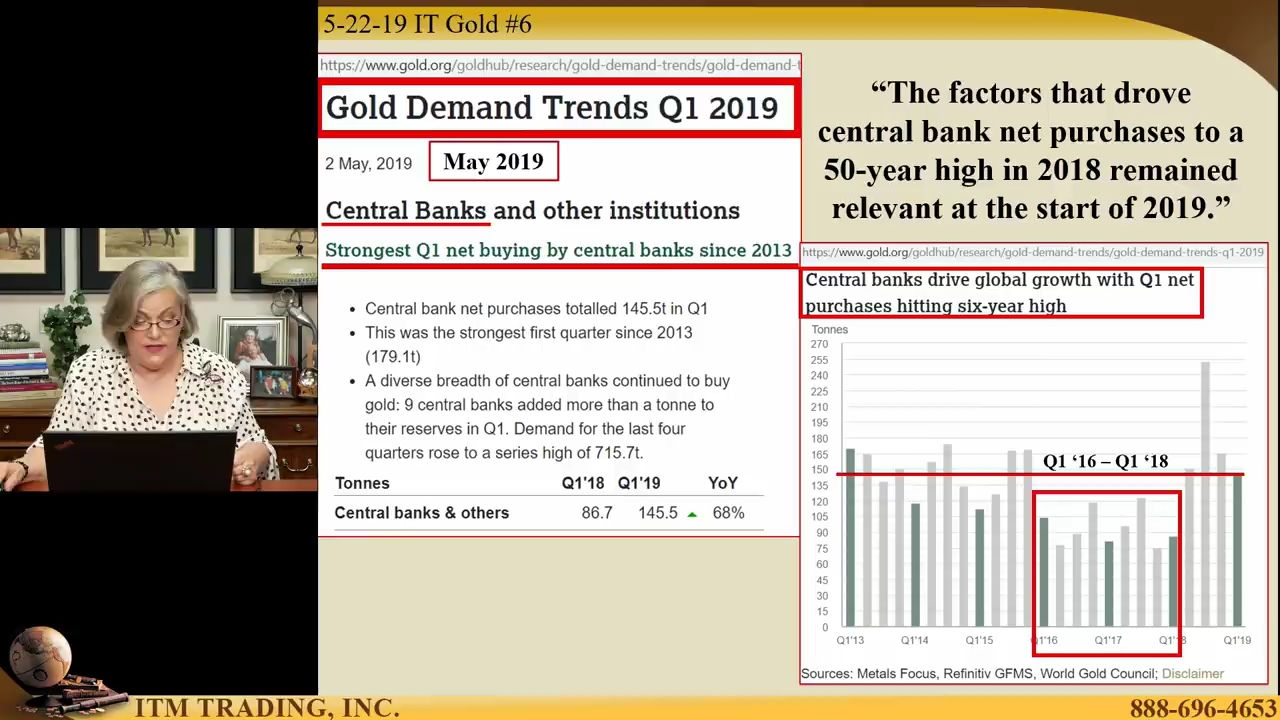 5-22-19 IT Gold #6
https://www.gold.org/goldhub/research/gold-demand-trends/gold-demand-t
Gold Demand Trends Q1 2019
2 May, 2019
May 2019
Central Banks and other institutions
Strongest Q1 net buying by central banks since 2013
• Central bank net purchases totalled 145.5t in Q1
• This was the strongest first quarter since 2013
(179.1t)
• A diverse breadth of central banks continued to buy
gold: 9 central banks added more than a tonne to
their reserves in Q1. Demand for the last four
quarters rose to a series high of 715.7t.
Tonnes Q1'18 Q1'19 YoY
Central banks & others 86.7 145.5 68%
“The factors that drove
central bank net purchases to a
50-year high in 2018 remained
relevant at the start of 2019.”
https://www.gold.org/goldhub/research/gold-demand-trends/gold-demand-trends-q1-2019
Central banks drive global growth with Q1 net
purchases hitting six-year high
Tonnes
270
255
240
225
210
195
180
165
150
135
120
105
90
75
60
45
30
15
0
Q1 ‘16 – Q1 ‘18
Q1'13 Q1'14 Q1'15 Q1'16 Q1'17 Q1'18 Q1'19
Sources: Metals Focus, Refinitiv GFMS, World Gold Council; Disclaimer
ITM TRADING, INC.
888-696-4653